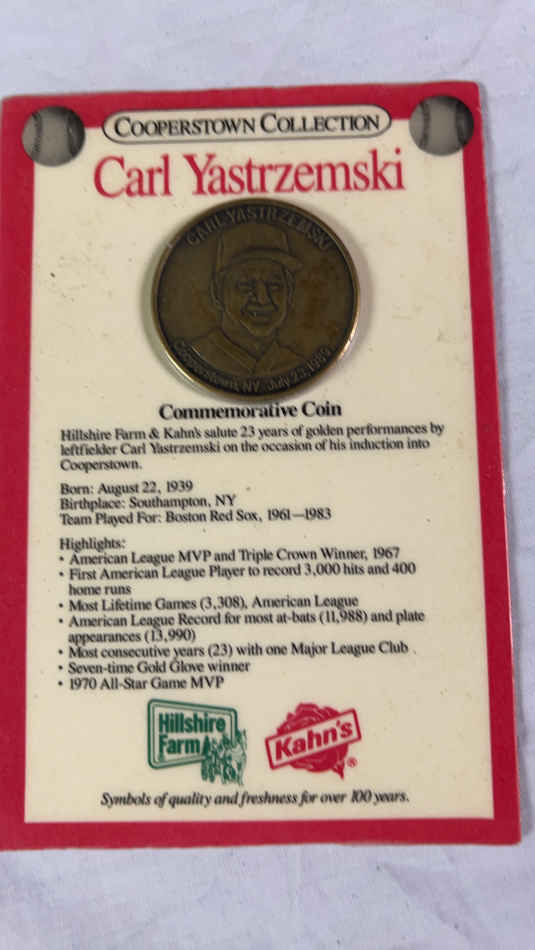 COOPERSTOWN COLLECTION
Carl Yastrzemski
CARL YASTRZEMSKI
Cooperstown, NY July 23, 1989
Commemorative Coin
Hillshire Farm & Kahn's salute 23 years of golden performances by
leftfielder Carl Yastrzemski on the occasion of his induction into
Cooperstown.
Born: August 22, 1939
Birthplace: Southampton, NY
Team Played For: Boston Red Sox, 1961—1983
Highlights:
• American League MVP and Triple Crown Winner, 1967
• First American League Player to record 3,000 hits and 400
home runs
• Most Lifetime Games (3,308), American League
• American League Record for most at-bats (11,988) and plate
appearances (13,990)
• Most consecutive years (23) with one Major League Club
• Seven-time Gold Glove winner
• 1970 All-Star Game MVP
Hillshire
Farm
Kahn's
®
Symbols of quality and freshness for over 100 years.